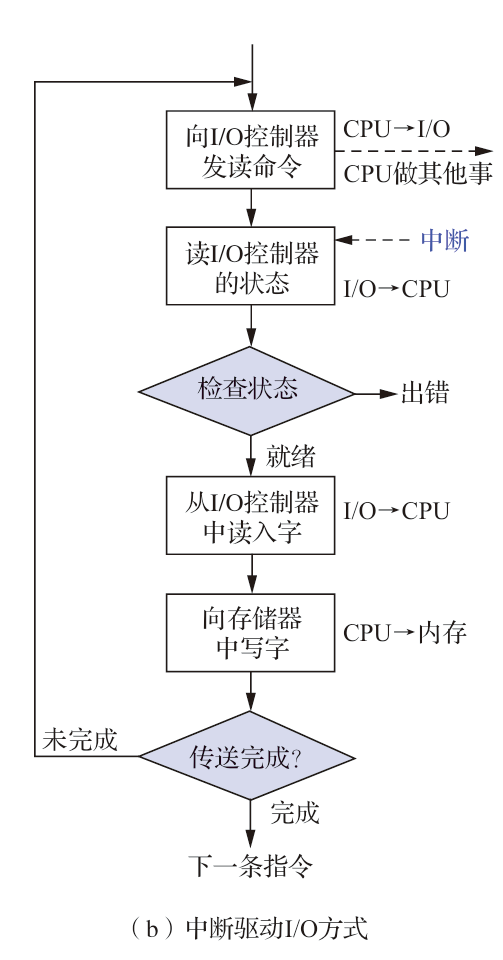 向I/O控制器
发读命令
CPU→I/O
CPU做其他事
读I/O控制器
的状态
中断
I/O→CPU
检查状态
出错
就绪
从I/O控制器
中读入字
I/O→CPU
向存储器
中写字
CPU→内存
传送完成？
未完成
完成
下一条指令
（b）中断驱动I/O方式